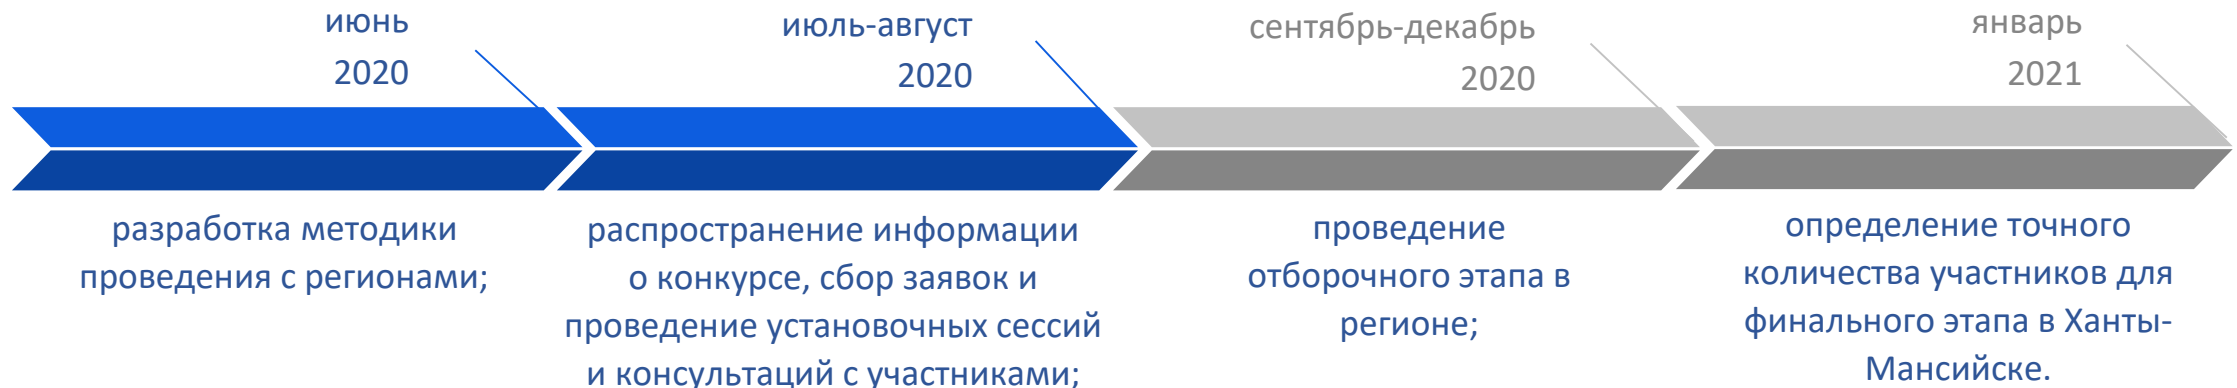 июнь
2020
июль-август
2020
сентябрь-декабрь
2020
январь
2021
разработка методики
проведения с регионами;
распространение информации
о конкурсе, сбор заявок и
проведение установочных сессий
и консультаций с участниками;
проведение
отборочного этапа в
регионе;
определение точного
количества участников для
финального этапа в Ханты-
Мансийске.